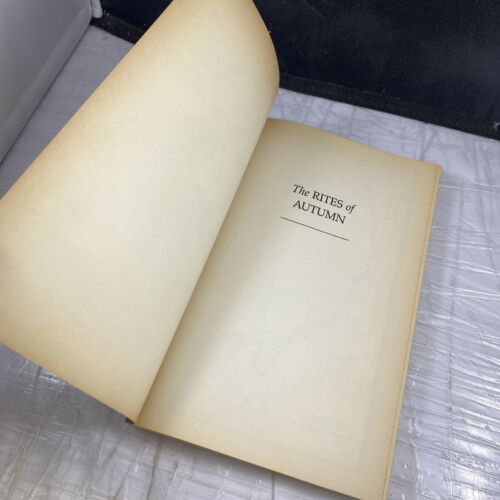 The RITES of
AUTUMN